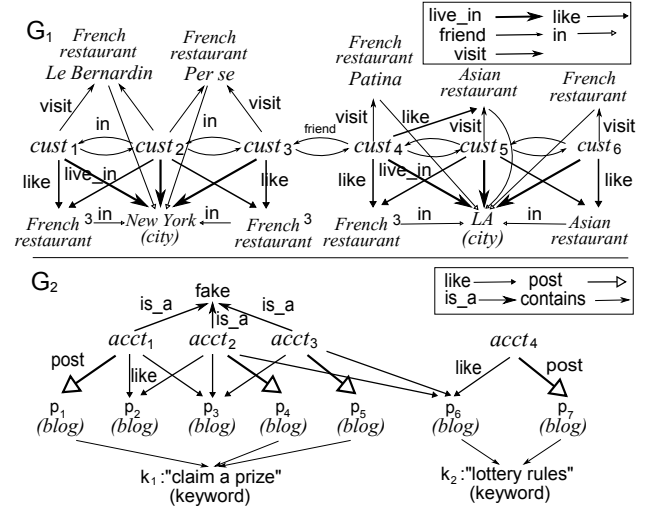 G1
live_in like
friend in
visit
French restaurant Le Bernardin
French restaurant Per se
French restaurant Patina
Asian restaurant
French restaurant
visit
visit
visit
like
visit
visit
in
in
friend
cust1 cust2 cust3 cust4 cust5 cust6
like
live_in
like
like
live_in
like
French restaurant 3
in
New York (city)
in
French restaurant 3
French restaurant 3
in
LA (city)
in
Asian restaurant
G2
like post
is_a contains
fake
is_a
is_a
is_a
acct1 acct2 acct3 acct4
post
like
like
post
p1 p2 p3 p4 p5 p6 p7
(blog) (blog) (blog) (blog) (blog) (blog) (blog)
k1:"claim a prize"
(keyword)
k2:"lottery rules"
(keyword)